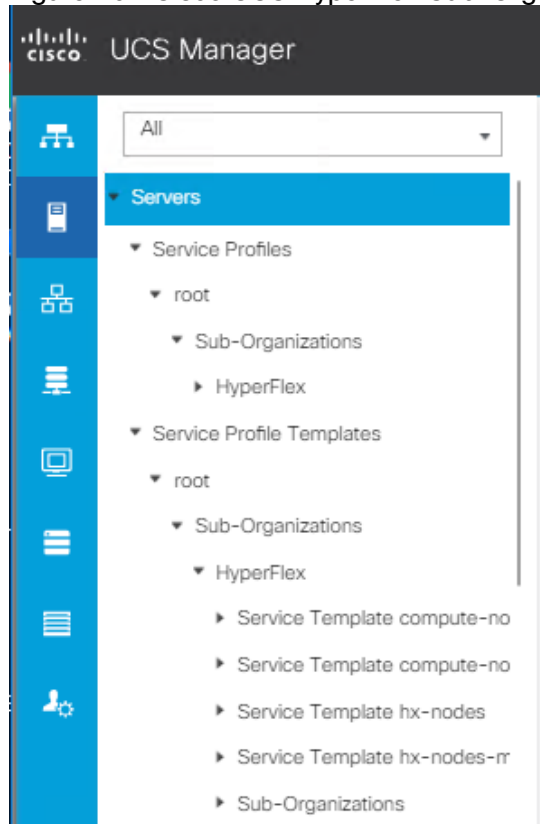 cisco UCS Manager
All
Servers
Service Profiles
root
Sub-Organizations
HyperFlex
Service Profile Templates
root
Sub-Organizations
HyperFlex
Service Template compute-no
Service Template compute-no
Service Template hx-nodes
Service Template hx-nodes-m
Sub-Organizations